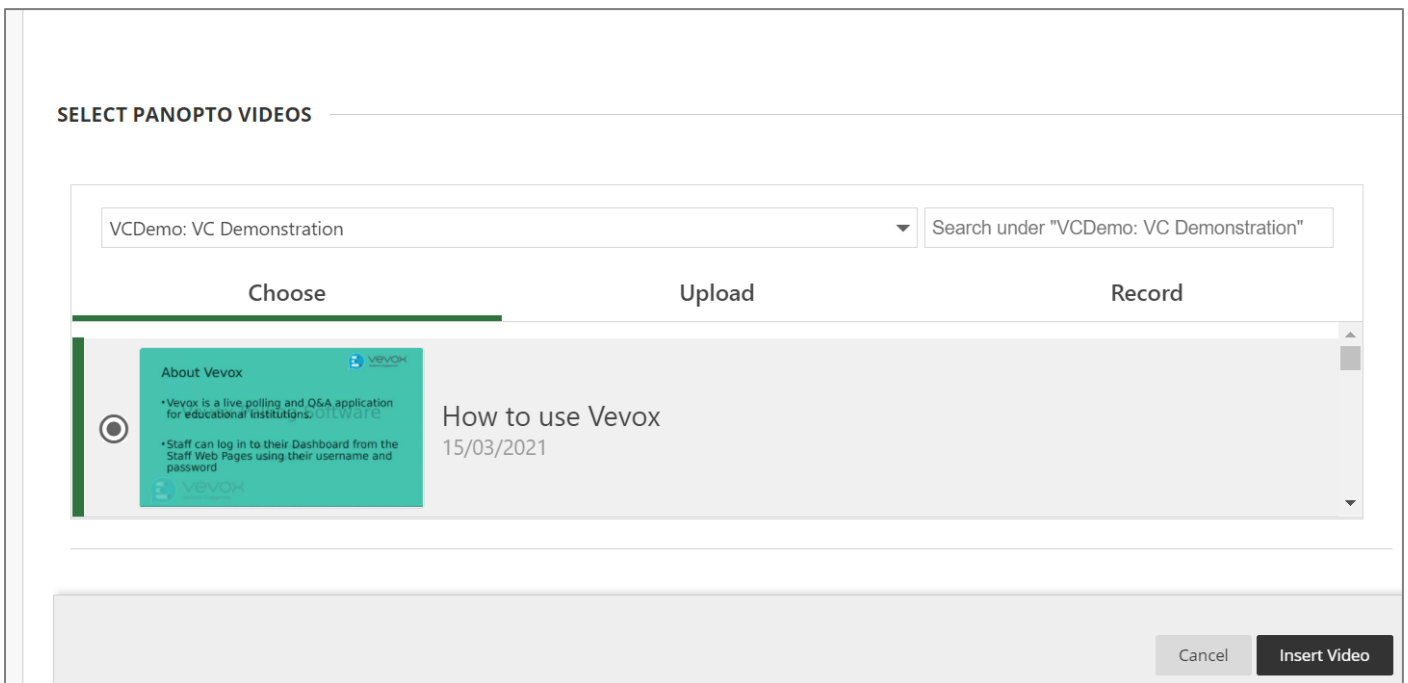 SELECT PANOPTO VIDEOS
VCDemo: VC Demonstration
Search under "VCDemo: VC Demonstration"
Choose Upload Record
vevox
About Vevox
•Vevox is a live polling and Q&A application
for educational institutions.
Software
•Staff can log in to their Dashboard from the
Staff Web Pages using their username and
password
vevox
How to use Vevox
15/03/2021
Cancel Insert Video